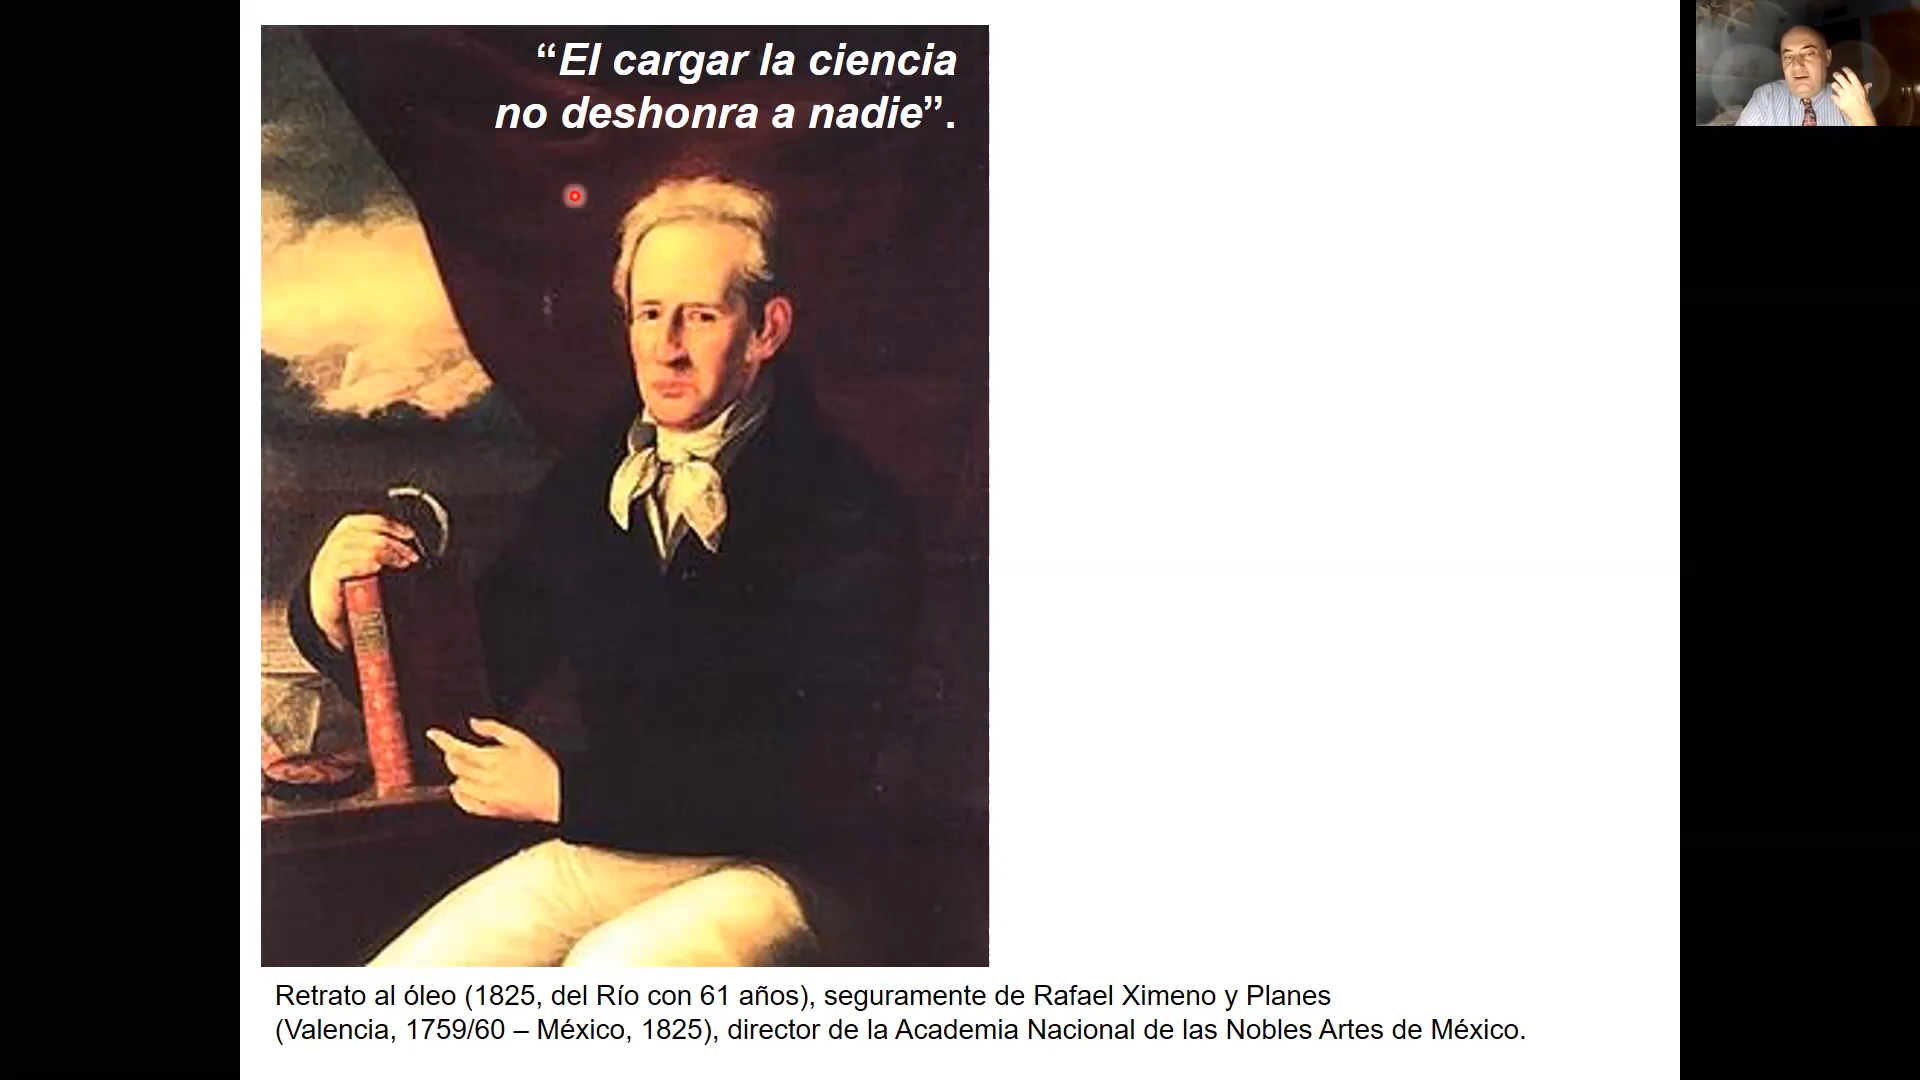 “El cargar la ciencia
no deshonra a nadie”.
Retrato al óleo (1825, del Río con 61 años), seguramente de Rafael Ximeno y Planes
(Valencia, 1759/60 – México, 1825), director de la Academia Nacional de las Nobles Artes de México.